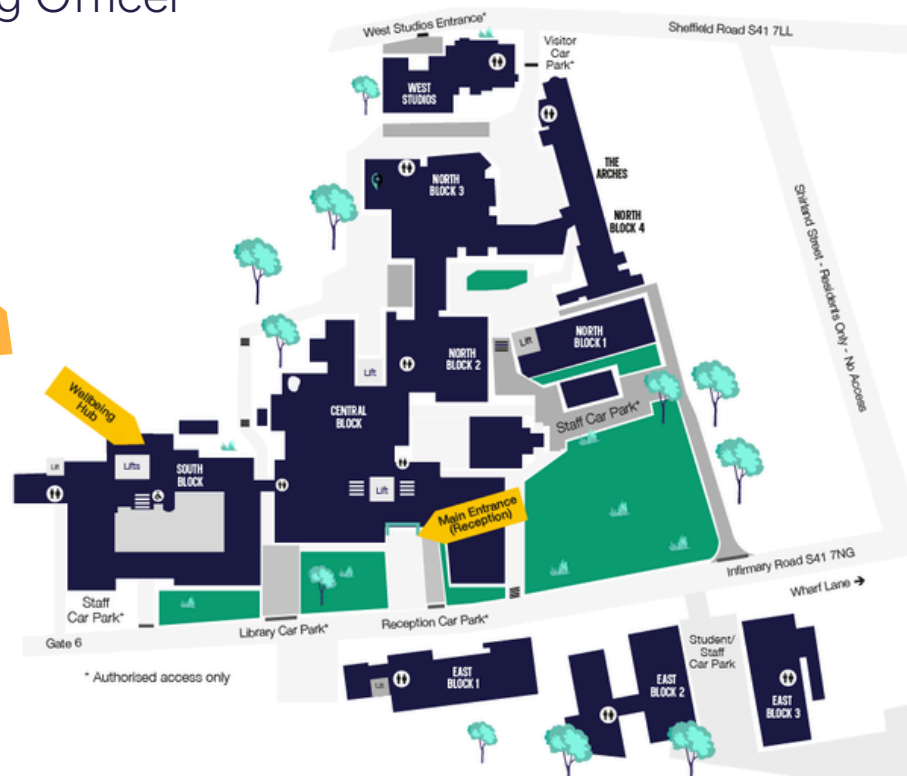 g Officer
West Studios Entrance*
Sheffield Road S41 7LL
Visitor
Car
Park*
WEST
STUDIOS
THE
ARCHES
NORTH
BLOCK 3
NORTH
BLOCK 4
Shirland Street - Residents Only - No Access
Lift
NORTH
BLOCK 1
NORTH
BLOCK 2
Lift
Wellbeing
Hub
CENTRAL
BLOCK
Staff Car Park*
Lift
Lifts
SOUTH
BLOCK
Lift
Main Entrance
(Reception)
Infirmary Road S41 7NG
Wharf Lane →
Staff
Car Park*
Gate 6
Library Car Park*
Reception Car Park*
* Authorised access only
Student/
Staff
Car Park
Lift
EAST
BLOCK 1
EAST
BLOCK 2
EAST
BLOCK 3